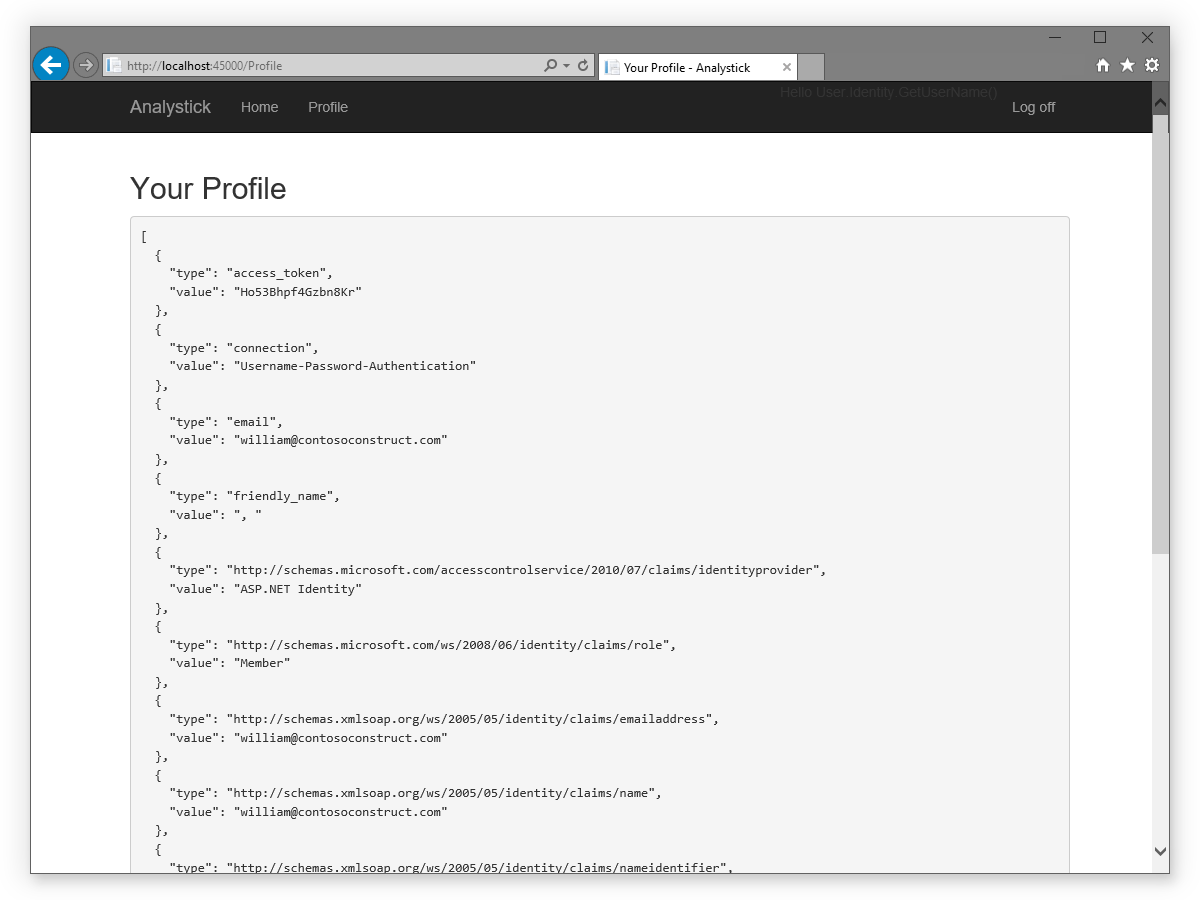 http://localhost:45000/Profile
Your Profile - Analystick
Hello User.Identity.GetUserName()
Analystick Home Profile Log off
Your Profile
[
  {
    "type": "access_token",
    "value": "Ho53Bhpf4Gzbn8Kr"
  },
  {
    "type": "connection",
    "value": "Username-Password-Authentication"
  },
  {
    "type": "email",
    "value": "william@contosoconstruct.com"
  },
  {
    "type": "friendly_name",
    "value": ", "
  },
  {
    "type": "http://schemas.microsoft.com/accesscontrolservice/2010/07/claims/identityprovider",
    "value": "ASP.NET Identity"
  },
  {
    "type": "http://schemas.microsoft.com/ws/2008/06/identity/claims/role",
    "value": "Member"
  },
  {
    "type": "http://schemas.xmlsoap.org/ws/2005/05/identity/claims/emailaddress",
    "value": "william@contosoconstruct.com"
  },
  {
    "type": "http://schemas.xmlsoap.org/ws/2005/05/identity/claims/name",
    "value": "william@contosoconstruct.com"
  },
  {
    "type": "http://schemas.xmlsoap.org/ws/2005/05/identity/claims/nameidentifier",